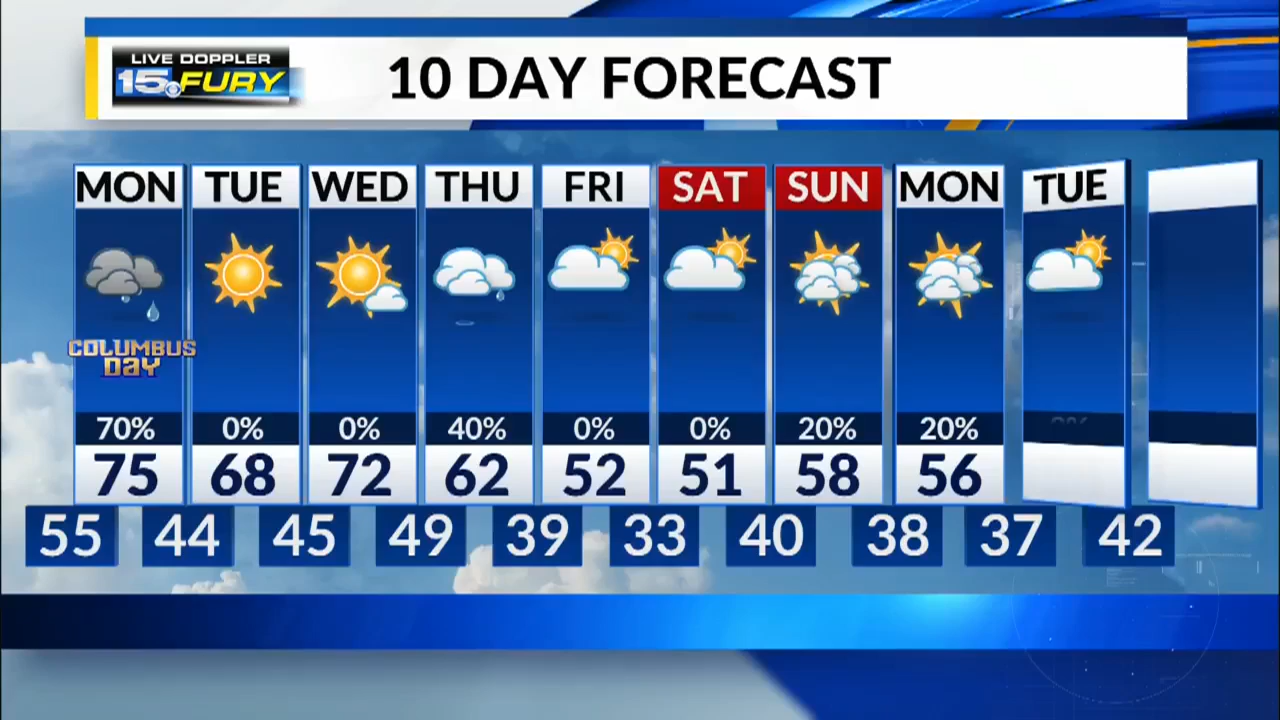 LIVE DOPPLER
15 FURY
10 DAY FORECAST
MON TUE WED THU FRI SAT SUN MON TUE
COLUMBUS
DAY
70% 0% 0% 40% 0% 0% 20% 20%
75 68 72 62 52 51 58 56
55 44 45 49 39 33 40 38 37 42